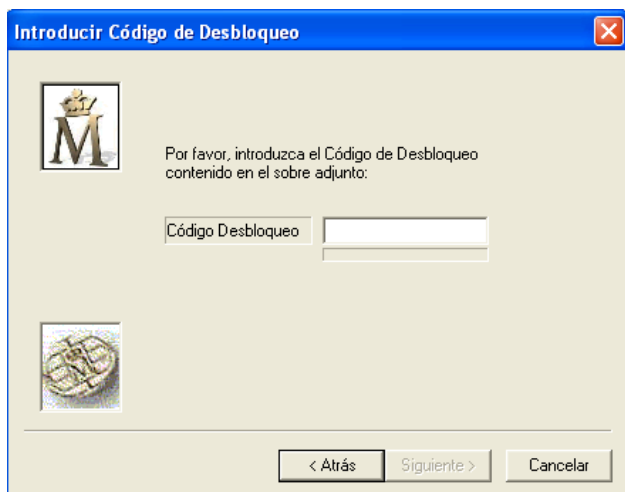 Introducir Código de Desbloqueo
M
Por favor, introduzca el Código de Desbloqueo
contenido en el sobre adjunto:
Código Desbloqueo
< Atrás
Siguiente >
Cancelar